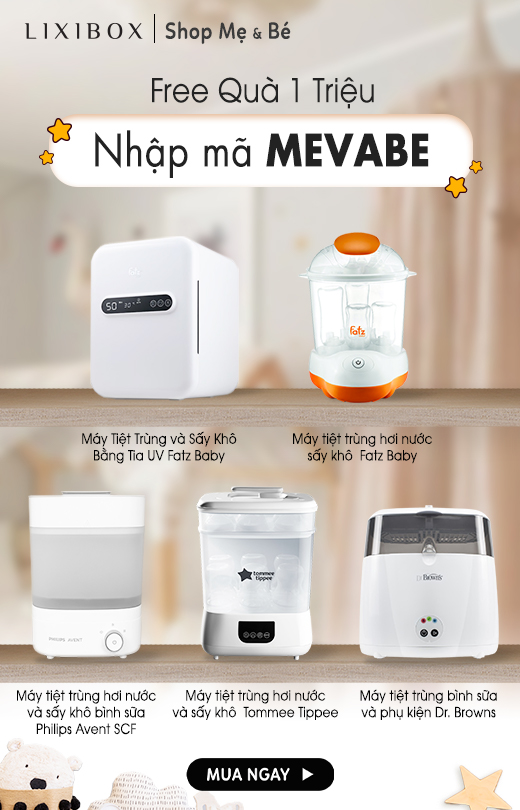 LIXIBOX | Shop Mẹ & Bé
Free Quà 1 Triệu
Nhập mã MEVABE
Fatz
Máy Tiệt Trùng và Sấy Khô
Bằng Tia UV Fatz Baby
Máy tiệt trùng hơi nước
sấy khô Fatz Baby
PHILIPS AVENT
tommee
tippee
Dr. Brown's
Máy tiệt trùng hơi nước
và sấy khô bình sữa
Philips Avent SCF
Máy tiệt trùng hơi nước
và sấy khô Tommee Tippee
Máy tiệt trùng bình sữa
và phụ kiện Dr. Browns
MUA NGAY